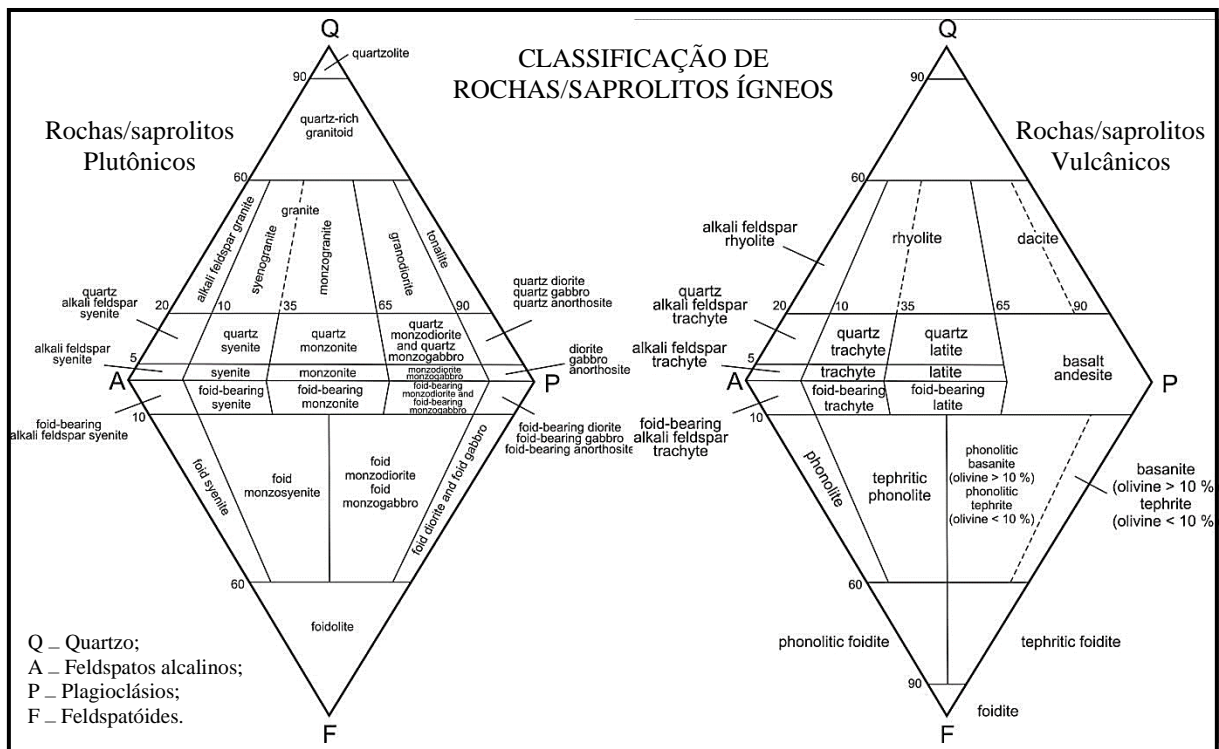 CLASSIFICAÇÃO DE
ROCHAS/SAPROLITOS ÍGNEOS
Rochas/saprolitos
Plutônicos
Q
quartzolite
90
quartz-rich
granitoid
60
alkali feldspar granite
granite
syenogranite
monzogranite
granodiorite
tonalite
20
10
35
65
90
quartz
alkali feldspar
syenite
quartz
syenite
quartz
monzonite
quartz
monzodiorite
and quartz
monzogabbro
quartz diorite
quartz gabbro
quartz anorthosite
alkali feldspar
syenite
5
syenite
monzonite
monzodiorite
monzogabbro
diorite
gabbro
anorthosite
A
P
foid-bearing
alkali feldspar syenite
foid-bearing
syenite
foid-bearing
monzonite
foid-bearing
monzodiorite and
foid-bearing
monzogabbro
foid-bearing diorite
foid-bearing gabbro
foid-bearing anorthosite
10
foid syenite
foid
monzosyenite
foid
monzodiorite
foid
monzogabbro
foid diorite and foid gabbro
60
foidolite
F
Q – Quartzo;
A – Feldspatos alcalinos;
P – Plagioclásios;
F – Feldspatóides.
Rochas/saprolitos
Vulcânicos
Q
90
60
alkali feldspar
rhyolite
rhyolite
dacite
20
10
35
65
90
quartz
alkali feldspar
trachyte
quartz
trachyte
quartz
latite
alkali feldspar
trachyte
5
trachyte
latite
basalt
andesite
A
P
foid-bearing
alkali feldspar
trachyte
foid-bearing
trachyte
foid-bearing
latite
10
phonolite
tephritic
phonolite
phonolitic
basanite
(olivine > 10 %)
phonolitic
tephrite
(olivine < 10 %)
basanite
(olivine > 10 %)
tephrite
(olivine < 10 %)
60
phonolitic foidite
tephritic foidite
90
foidite
F